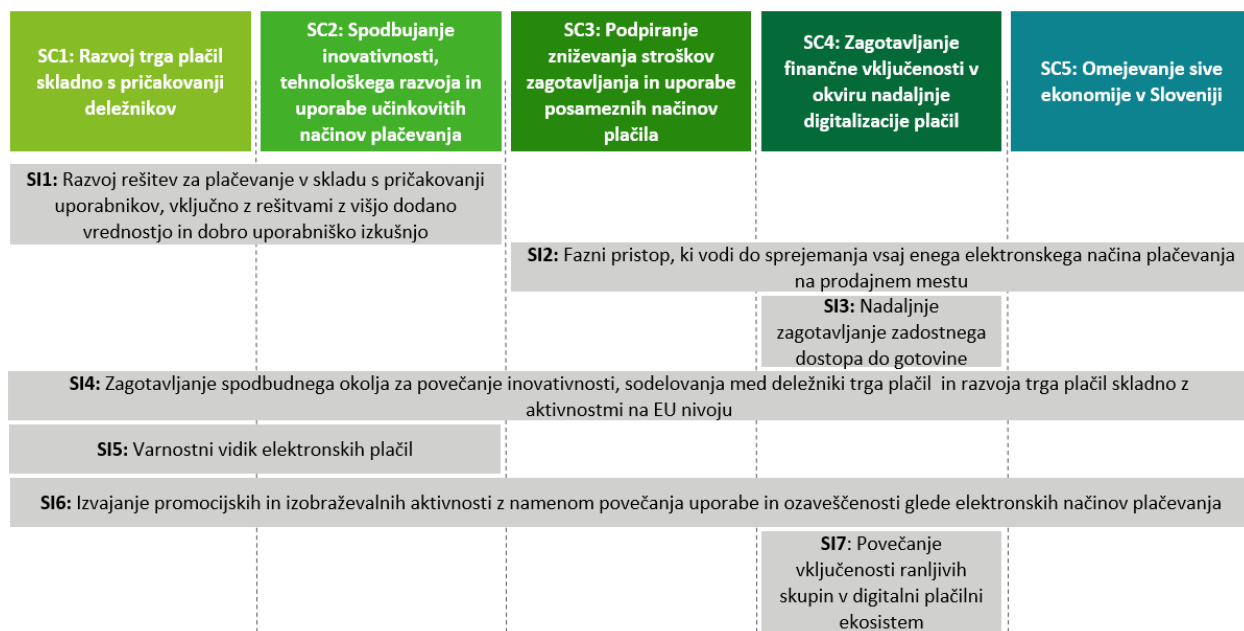 SC1: Razvoj trga plačil
skladno s pričakovanji
deležnikov
SC2: Spodbujanje
inovativnosti,
tehnološkega razvoja in
uporabe učinkovitih
načinov plačevanja
SC3: Podpiranje
zniževanja stroškov
zagotavljanja in uporabe
posameznih načinov
plačila
SC4: Zagotavljanje
finančne vključenosti v
okviru nadaljnje
digitalizacije plačil
SC5: Omejevanje sive
ekonomije v Sloveniji
SI1: Razvoj rešitev za plačevanje v skladu s pričakovanji
uporabnikov, vključno z rešitvami z višjo dodano
vrednostjo in dobro uporabniško izkušnjo
SI2: Fazni pristop, ki vodi do sprejemanja vsaj enega elektronskega načina plačevanja
na prodajnem mestu
SI3: Nadaljnje
zagotavljanje zadostnega
dostopa do gotovine
SI4: Zagotavljanje spodbudnega okolja za povečanje inovativnosti, sodelovanja med deležniki trga plačil in razvoja trga plačil skladno z
aktivnostmi na EU nivoju
SI5: Varnostni vidik elektronskih plačil
SI6: Izvajanje promocijskih in izobraževalnih aktivnosti z namenom povečanja uporabe in ozaveščenosti glede elektronskih načinov plačevanja
SI7: Povečanje
vključenosti ranljivih
skupin v digitalni plačilni
ekosistem